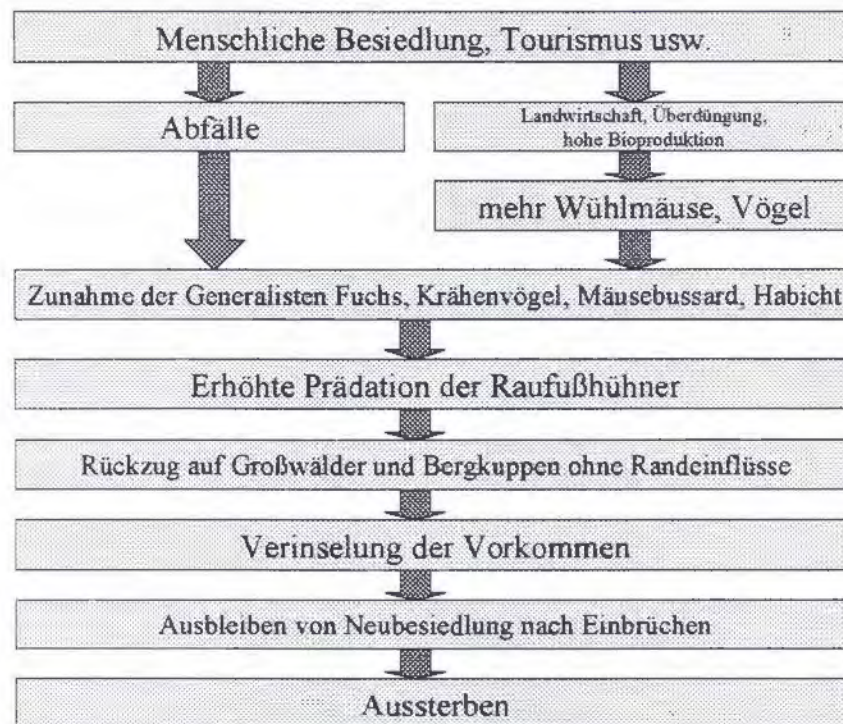 Menschliche Besiedlung, Tourismus usw.
Abfälle
Landwirtschaft, Überdüngung,
hohe Bioproduktion
mehr Wühlmäuse, Vögel
Zunahme der Generalisten Fuchs, Krähenvögel, Mäusebussard, Habicht
Erhöhte Prädation der Raufußhühner
Rückzug auf Großwälder und Bergkuppen ohne Randeinflüsse
Verinselung der Vorkommen
Ausbleiben von Neubesiedlung nach Einbrüchen
Aussterben